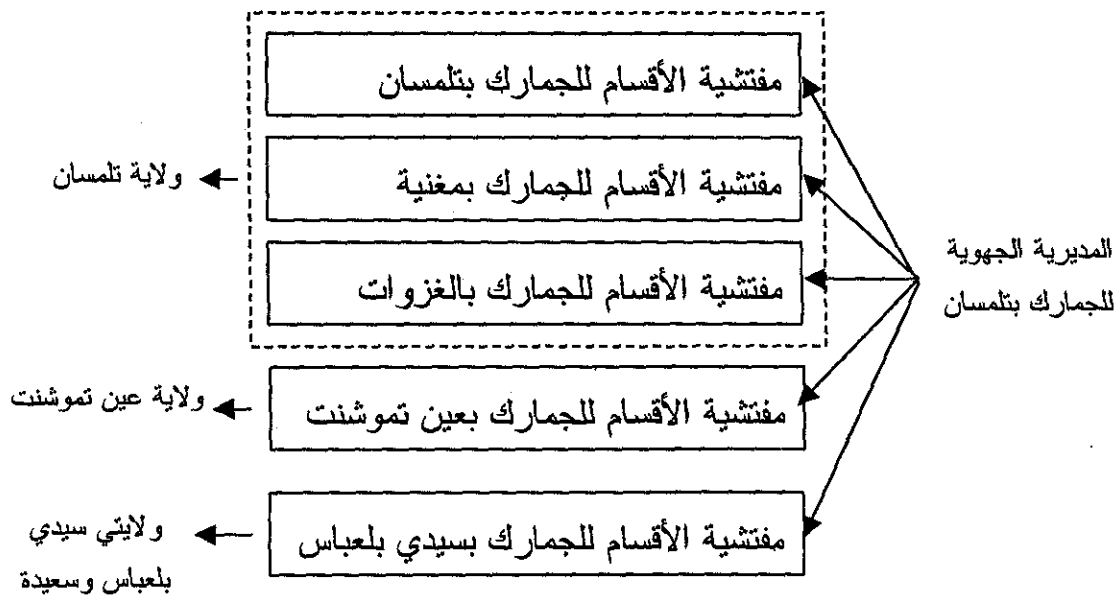 مفتشية الأقسام للجمارك بتلمسان
مفتشية الأقسام للجمارك بمغنية
ولاية تلمسان
مفتشية الأقسام للجمارك بالغزوات
المديرية الجهوية
للجمارك بتلمسان
مفتشية الأقسام للجمارك بعين تموشنت
ولاية عين تموشنت
مفتشية الأقسام للجمارك بسيدي بلعباس
ولايتي سيدي
بلعباس وسعيدة